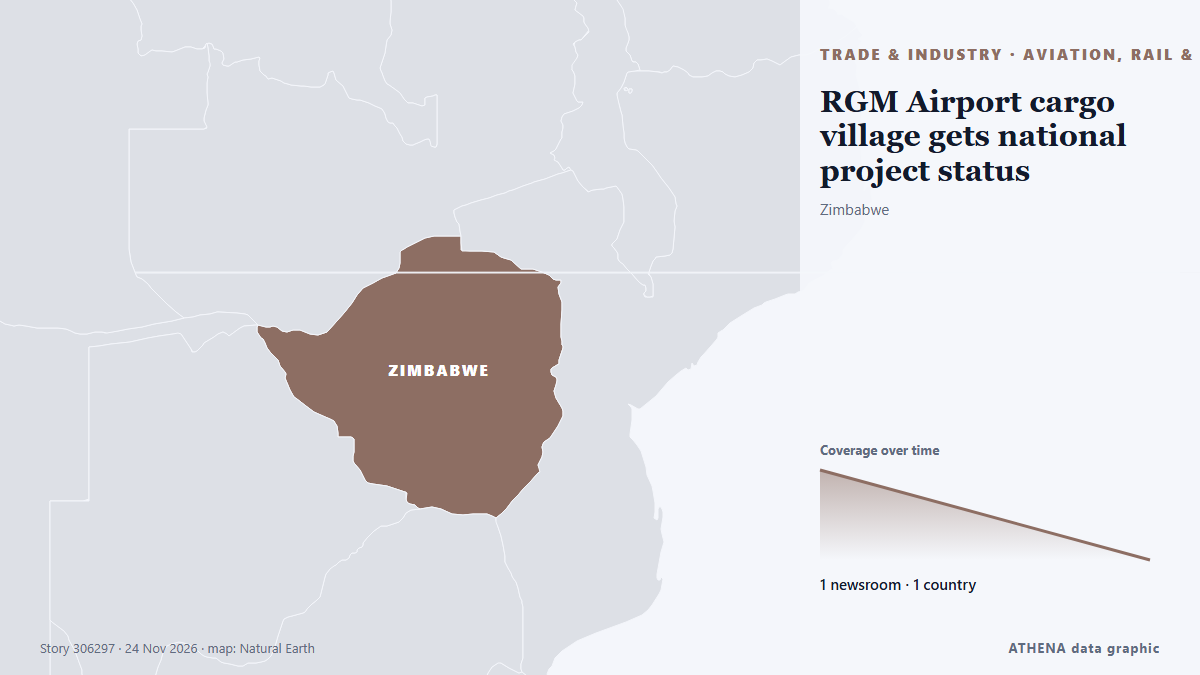 TRADE & INDUSTRY · AVIATION, RAIL &
RGM Airport cargo
village gets national
project status
Zimbabwe
ZIMBABWE
Coverage over time
1 newsroom · 1 country
Story 306297 · 24 Nov 2026 · map: Natural Earth
ATHENA data graphic